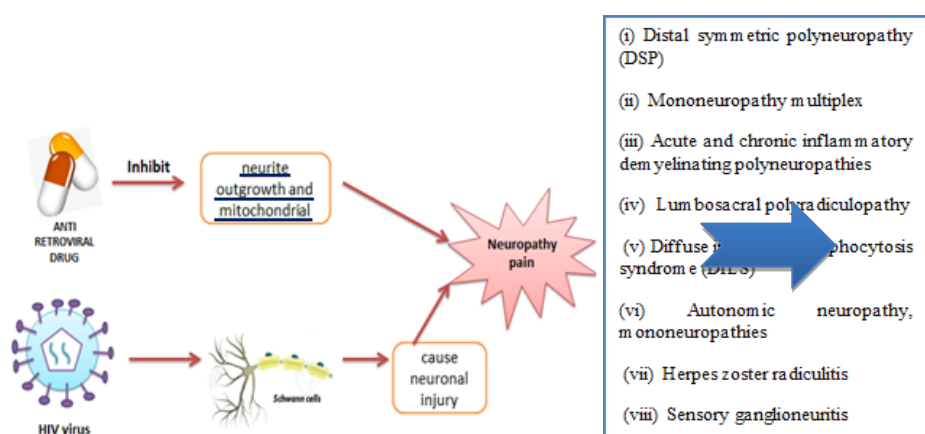 ANTI
RETROVIRAL
DRUG
Inhibit
neurite
outgrowth and
mitochondrial
Neuropathy
pain
HIV virus
Schwann cells
cause
neuronal
injury
(i) Distal symmetric polyneuropathy
(DSP)
(ii) Mononeuropathy multiplex
(iii) Acute and chronic inflammatory
demyelinating polyneuropathies
(iv) Lumbosacral polyradiculopathy
(v) Diffuse
syndrome
(vi) Autonomic neuropathy,
mononeuropathies
(vii) Herpes zoster radiculitis
(viii) Sensory ganglioneuritis